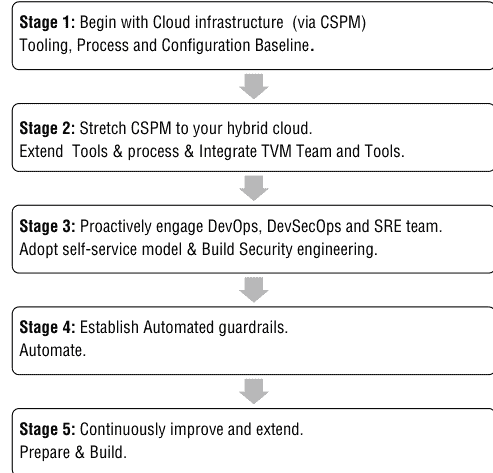 Stage 1: Begin with Cloud infrastructure (via CSPM)
Tooling, Process and Configuration Baseline.
Stage 2: Stretch CSPM to your hybrid cloud.
Extend Tools & process & Integrate TVM Team and Tools.
Stage 3: Proactively engage DevOps, DevSecOps and SRE team.
Adopt self-service model & Build Security engineering.
Stage 4: Establish Automated guardrails.
Automate.
Stage 5: Continuously improve and extend.
Prepare & Build.